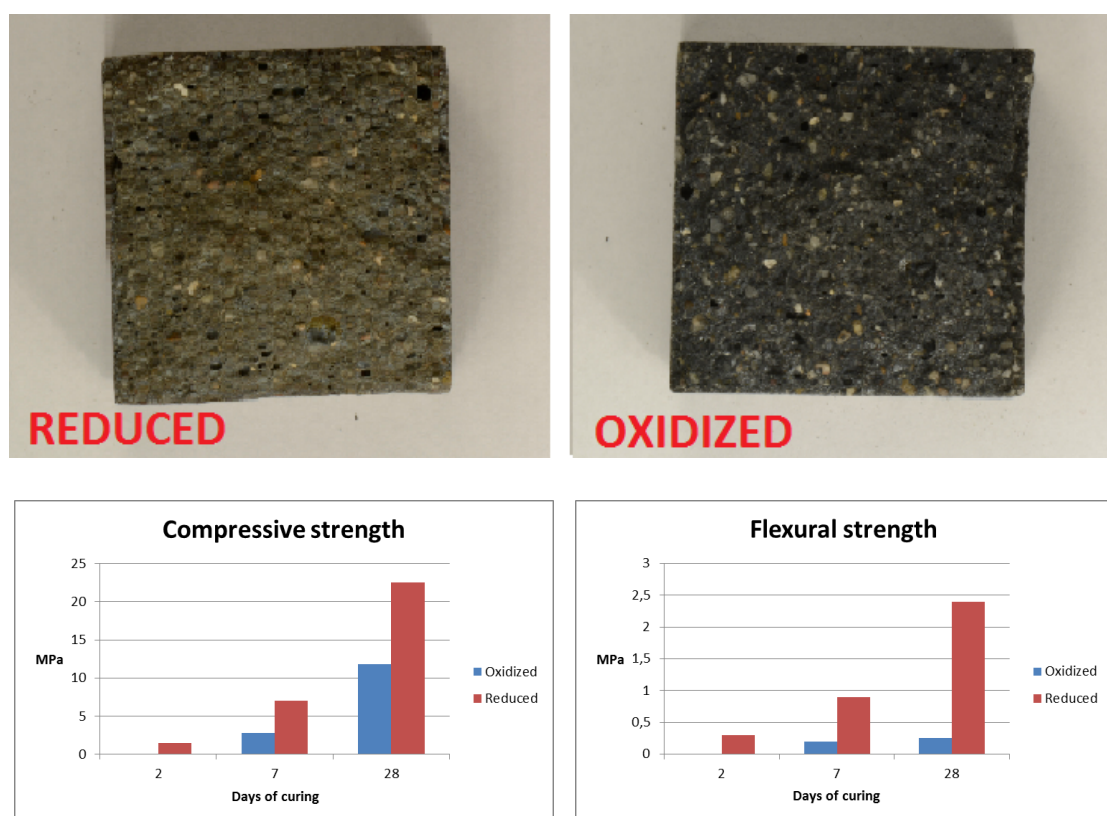 REDUCED
OXIDIZED
Compressive strength
25
20
15
10
5
0
MPa
2
7
28
Days of curing
Oxidized
Reduced
Flexural strength
3
2,5
2
1,5
1
0,5
0
MPa
2
7
28
Days of curing
Oxidized
Reduced